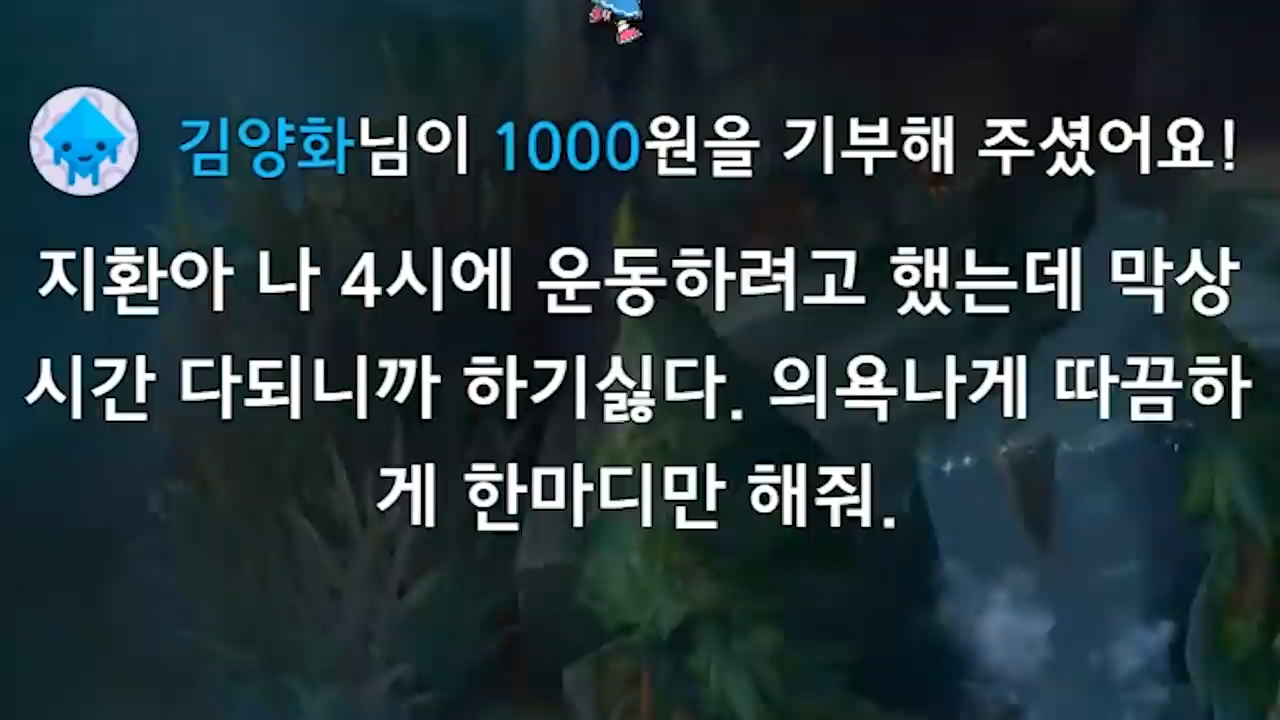 김양화님이 1000원을 기부해 주셨어요!
지환아 나 4시에 운동하려고 했는데 막상
시간 다되니까 하기싫다. 의욕나게 따끔하
게 한마디만 해줘.